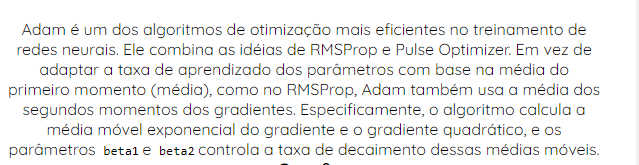 Adam é um dos algoritmos de otimização mais eficientes no treinamento de
redes neurais. Ele combina as idéias de RMSProp e Pulse Optimizer. Em vez de
adaptar a taxa de aprendizado dos parâmetros com base na média do
primeiro momento (média), como no RMSProp, Adam também usa a média dos
segundos momentos dos gradientes. Especificamente, o algoritmo calcula a
média móvel exponencial do gradiente e o gradiente quadrático, e os
parâmetros beta1 e beta2 controla a taxa de decaimento dessas médias móveis.